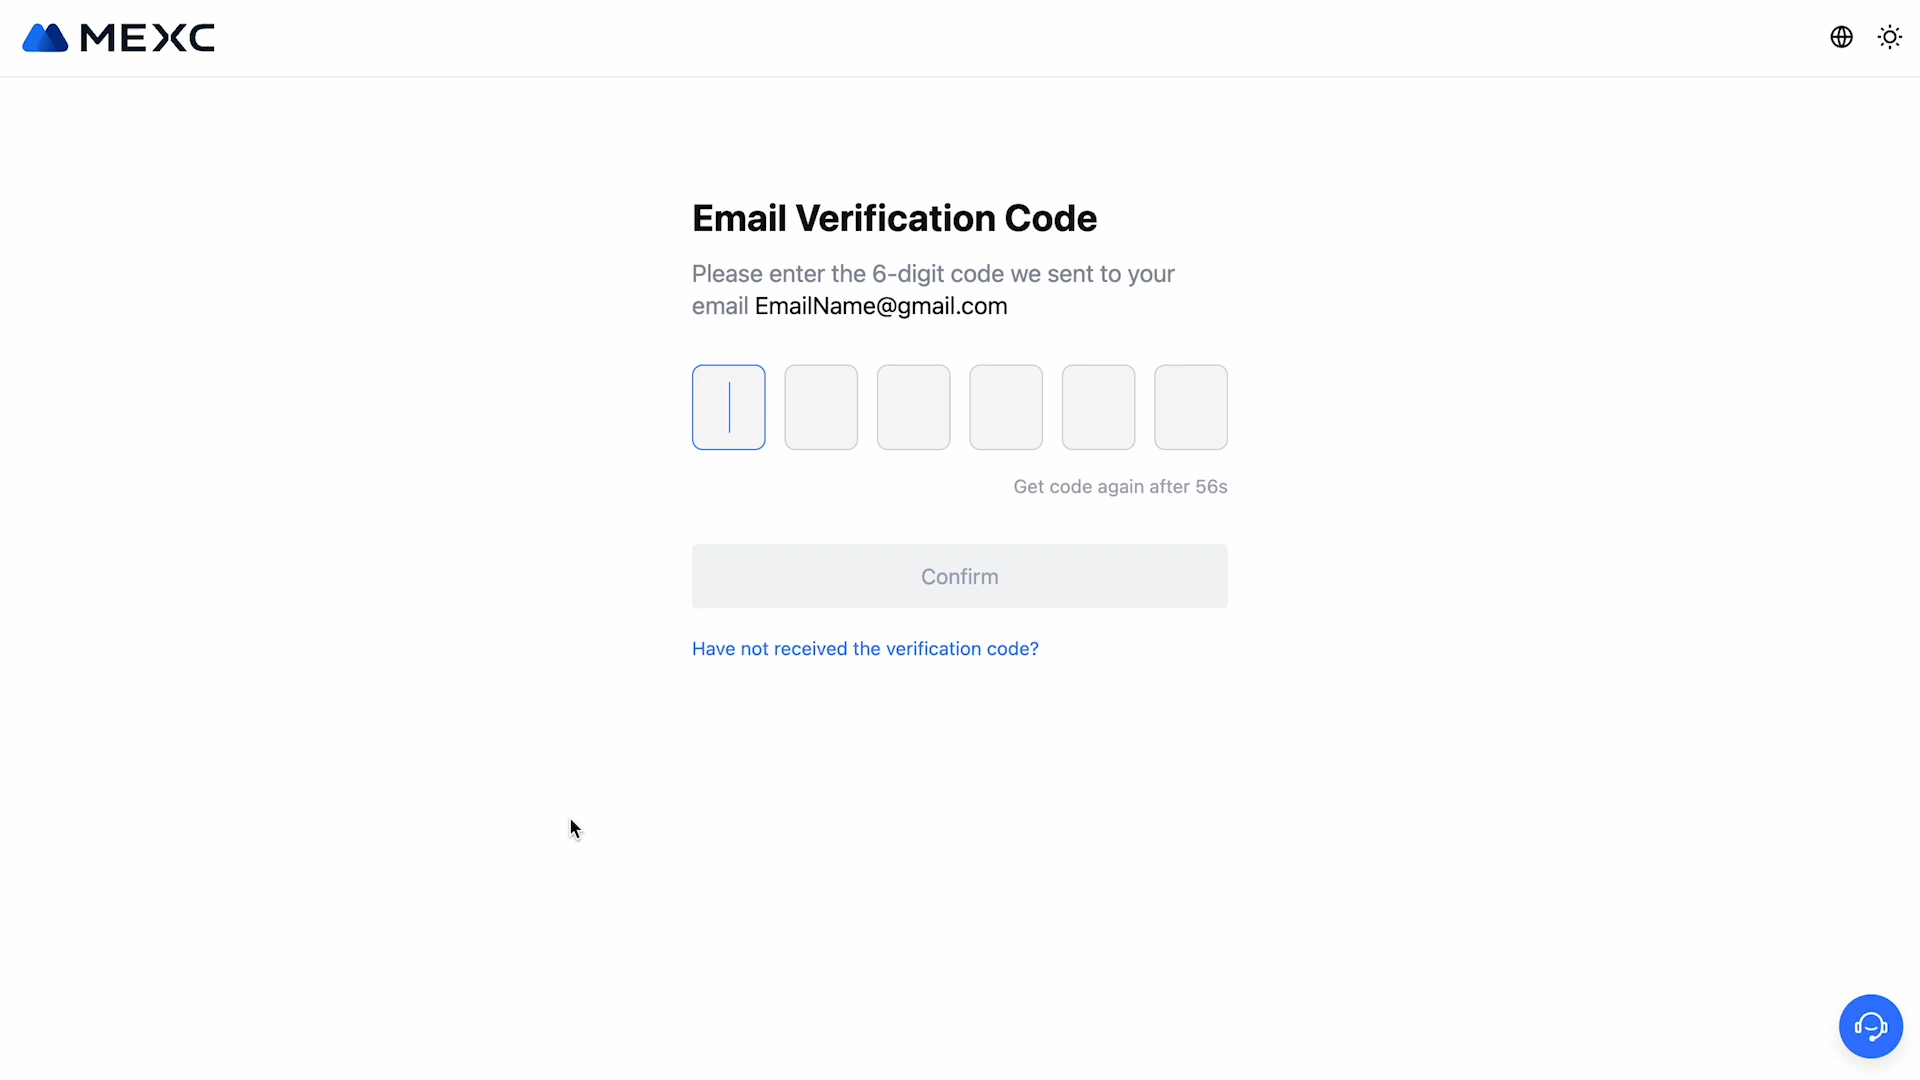 MEXC
Email Verification Code
Please enter the 6-digit code we sent to your
email EmailName@gmail.com
Get code again after 56s
Confirm
Have not received the verification code?